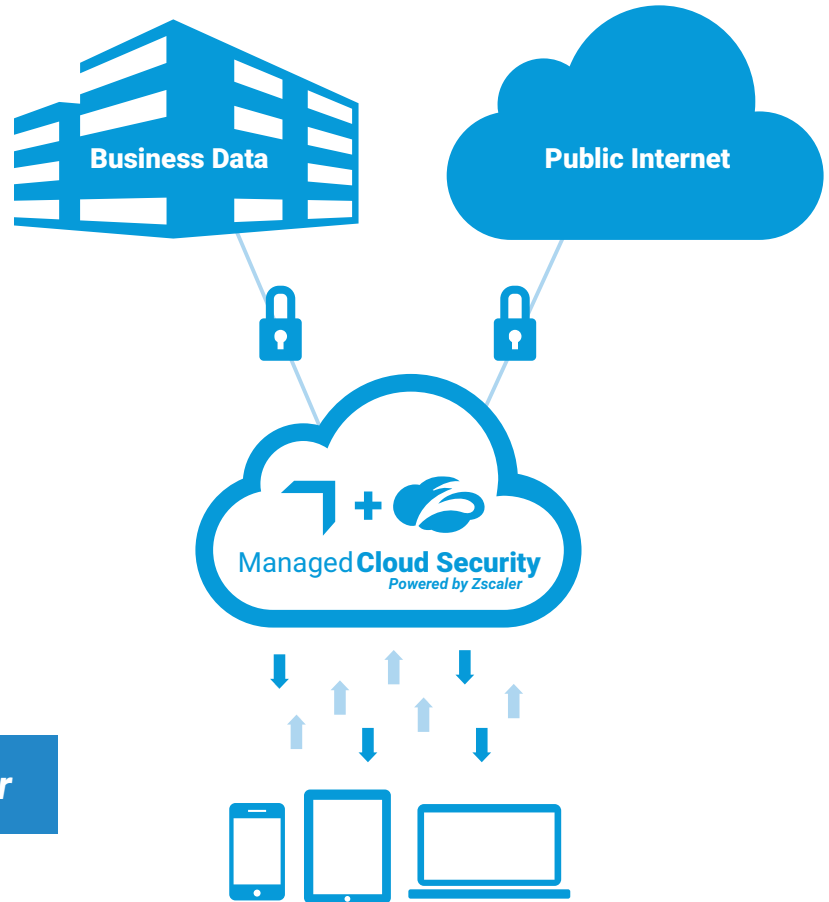 Business Data
Public Internet
+
Managed Cloud Security
Powered by Zscaler
r